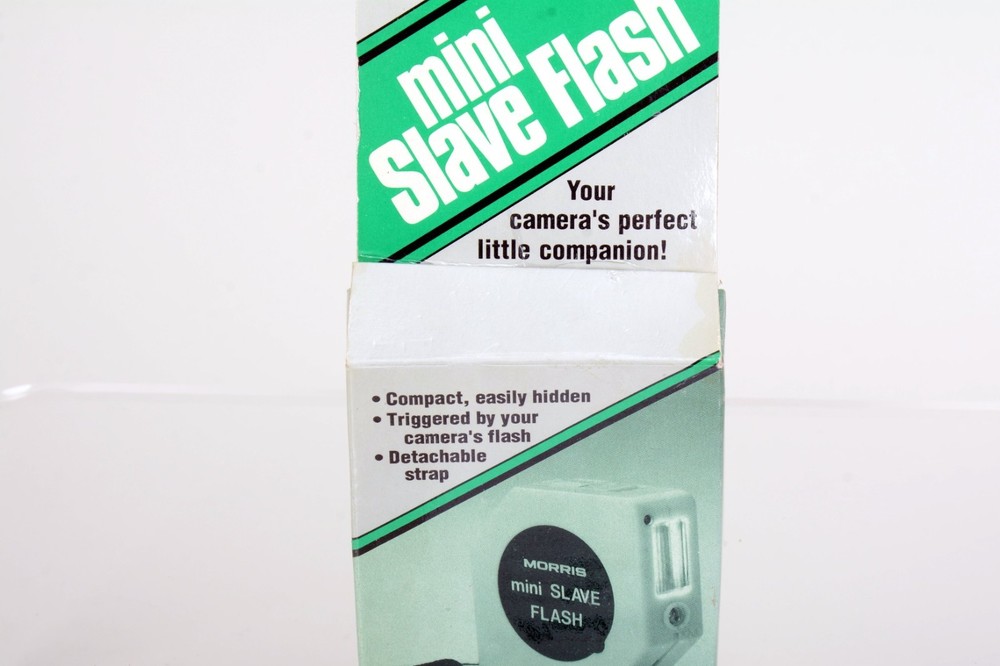 mini
Slave Flash
Your
camera's perfect
little companion!
• Compact, easily hidden
• Triggered by your
camera's flash
• Detachable
strap
MORRIS
mini SLAVE
FLASH